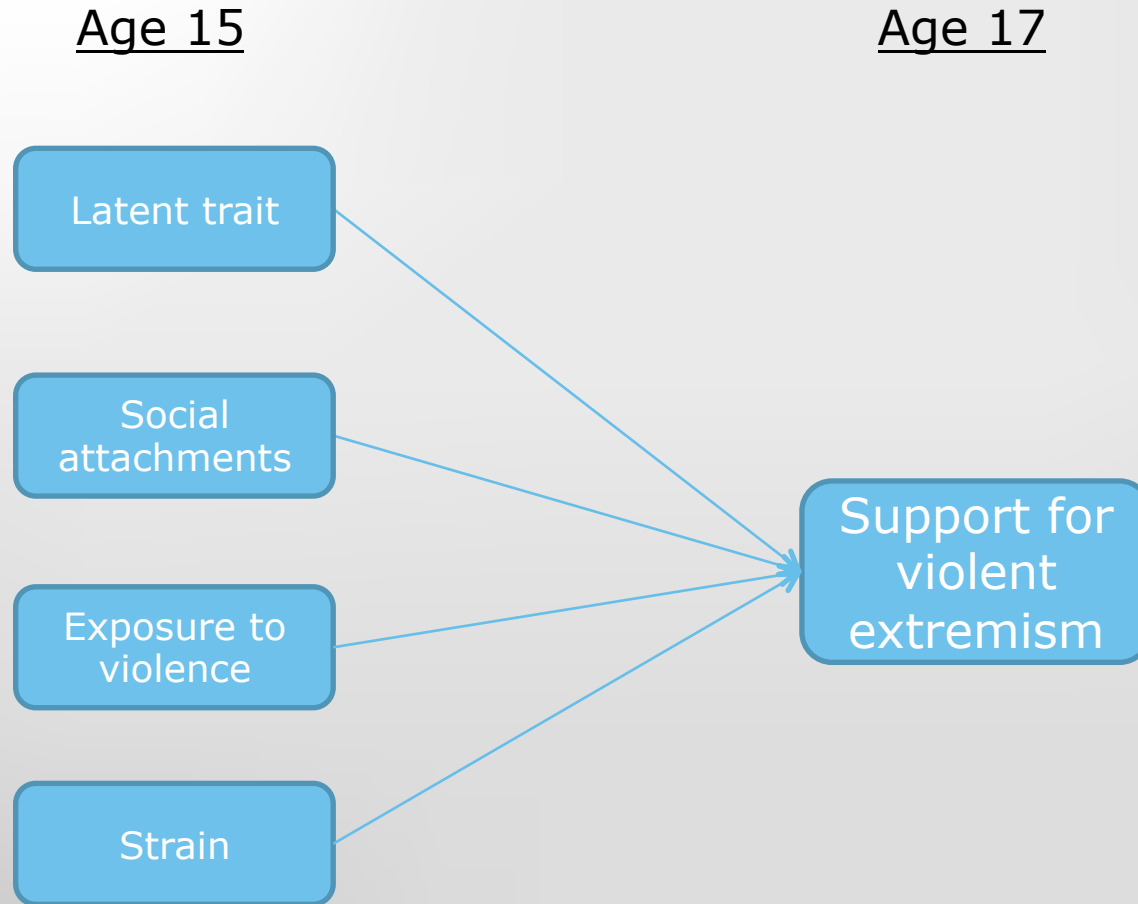 Age 15
Age 17
Latent trait
Social
attachments
Exposure to
violence
Strain
Support for
violent
extremism